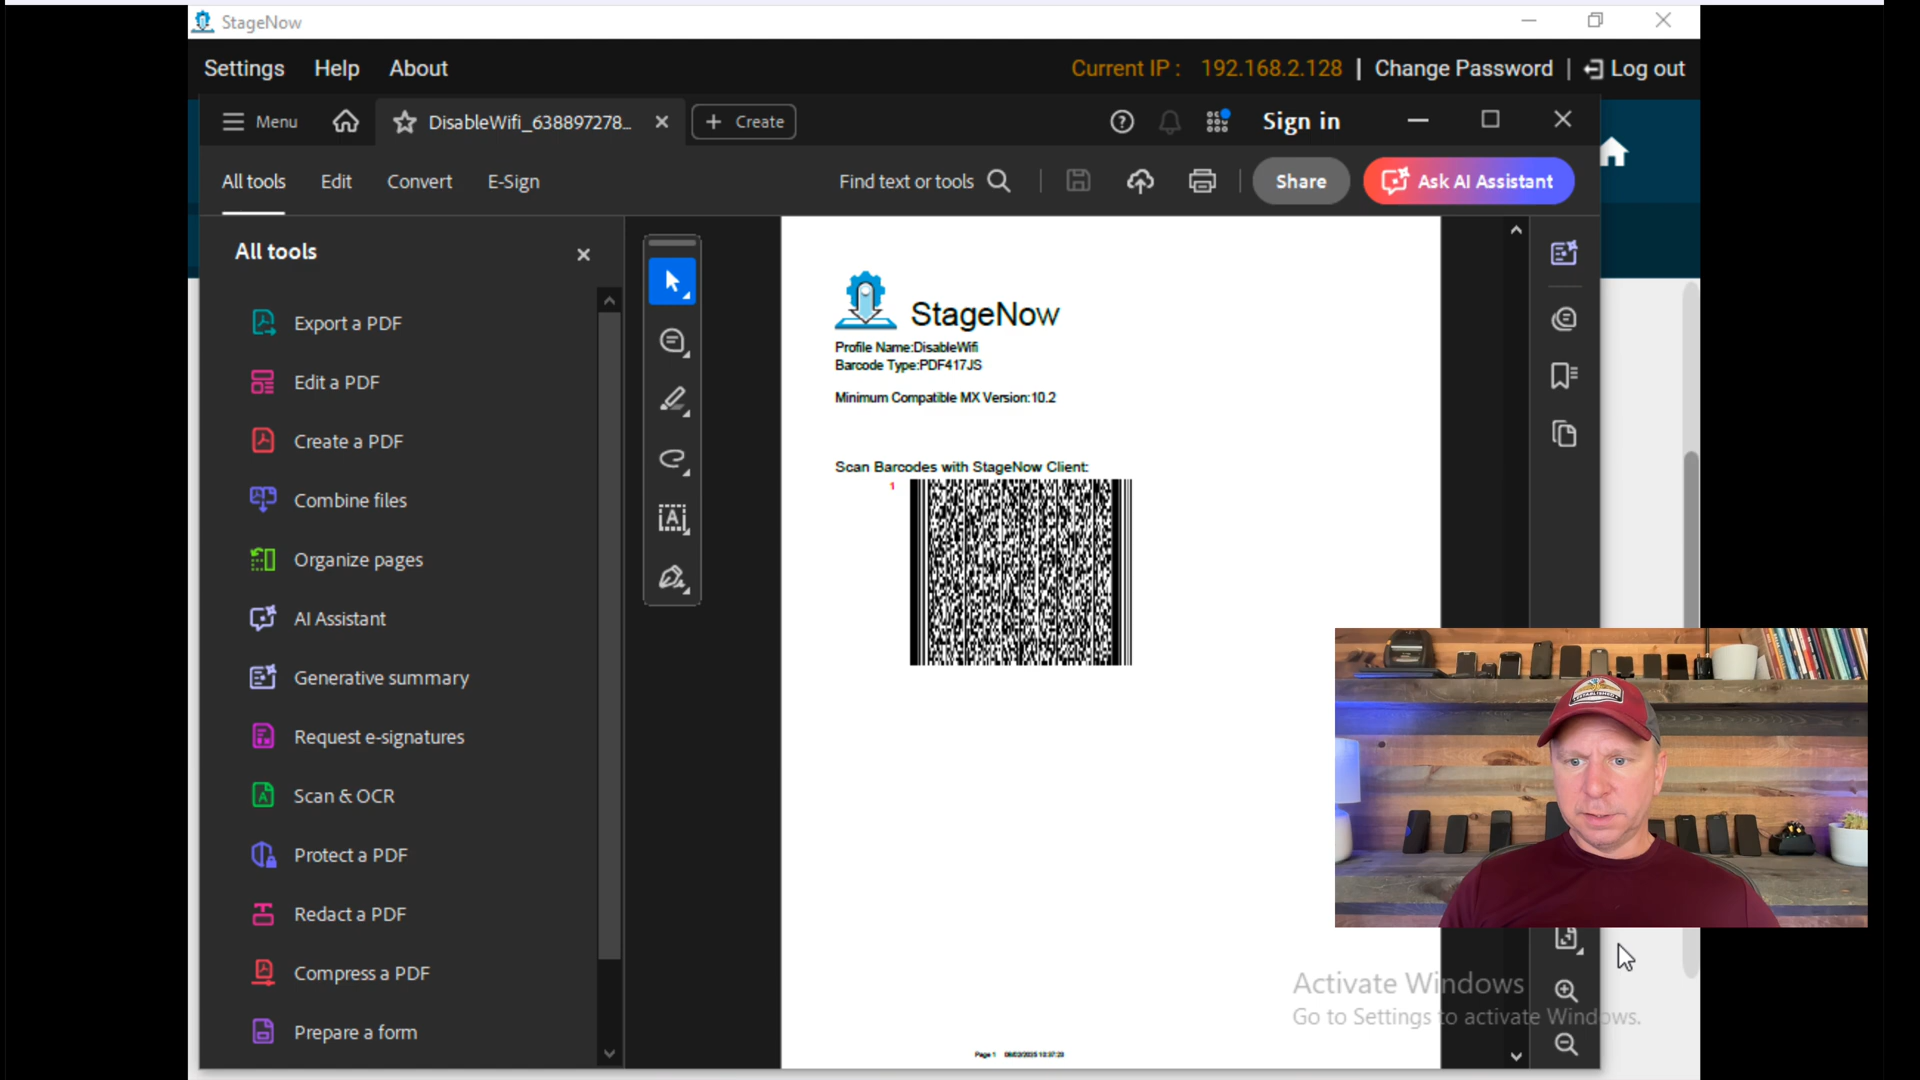 StageNow
Settings Help About
Current IP : 192.168.2.128 | Change Password | Log out
Menu
DisableWifi_638897278...
Create
Sign in
All tools Edit Convert E-Sign
Find text or tools
Share
Ask AI Assistant
All tools
Export a PDF
Edit a PDF
Create a PDF
Combine files
Organize pages
AI Assistant
Generative summary
Request e-signatures
Scan & OCR
Protect a PDF
Redact a PDF
Compress a PDF
Prepare a form
StageNow
Profile Name:DisableWifi
Barcode Type:PDF417JS
Minimum Compatible MX Version:10.2
Scan Barcodes with StageNow Client:
1
Page 1
Activate Windows
Go to Settings to activate Windows.